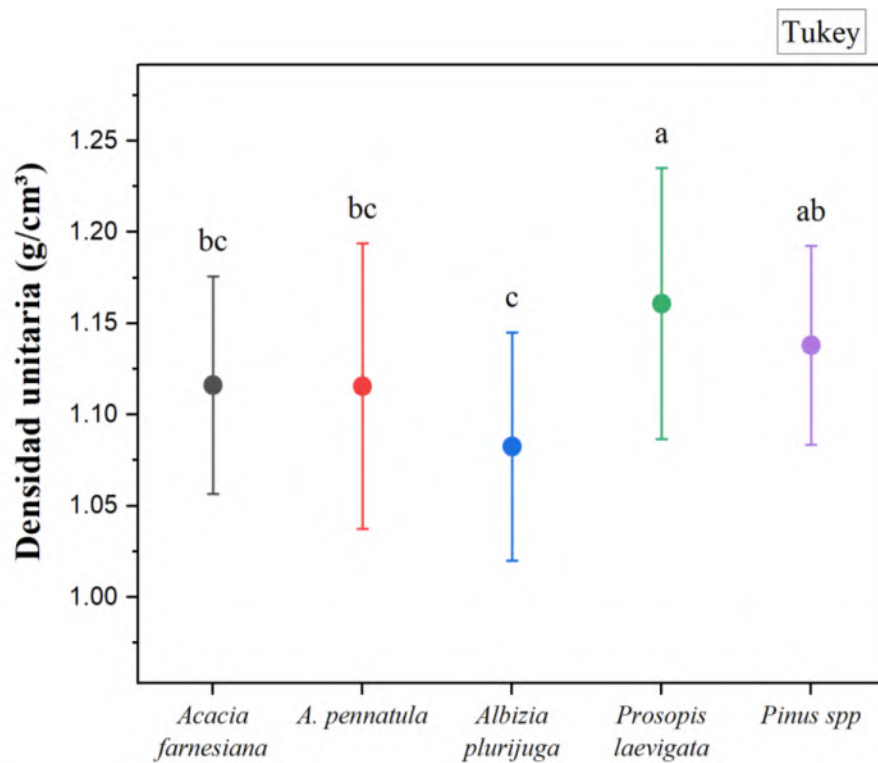 Tukey
Densidad unitaria (g/cm³)
1.25
1.20
1.15
1.10
1.05
1.00
bc
bc
c
a
ab
Acacia farnesiana
A. pennatula
Albizia plurijuga
Prosopis laevigata
Pinus spp